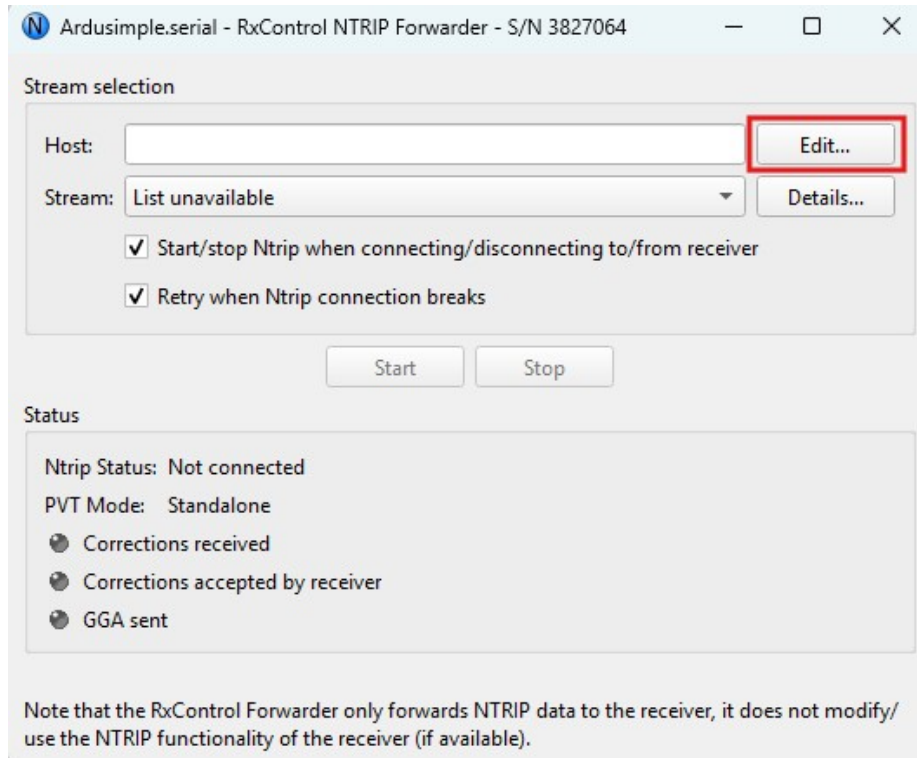 Ardusimple.serial - RxControl NTRIP Forwarder - S/N 3827064
Stream selection
Host:
Edit...
Stream: List unavailable
Details...
Start/stop Ntrip when connecting/disconnecting to/from receiver
Retry when Ntrip connection breaks
Start
Stop
Status
Ntrip Status: Not connected
PVT Mode: Standalone
Corrections received
Corrections accepted by receiver
GGA sent
Note that the RxControl Forwarder only forwards NTRIP data to the receiver, it does not modify/
use the NTRIP functionality of the receiver (if available).